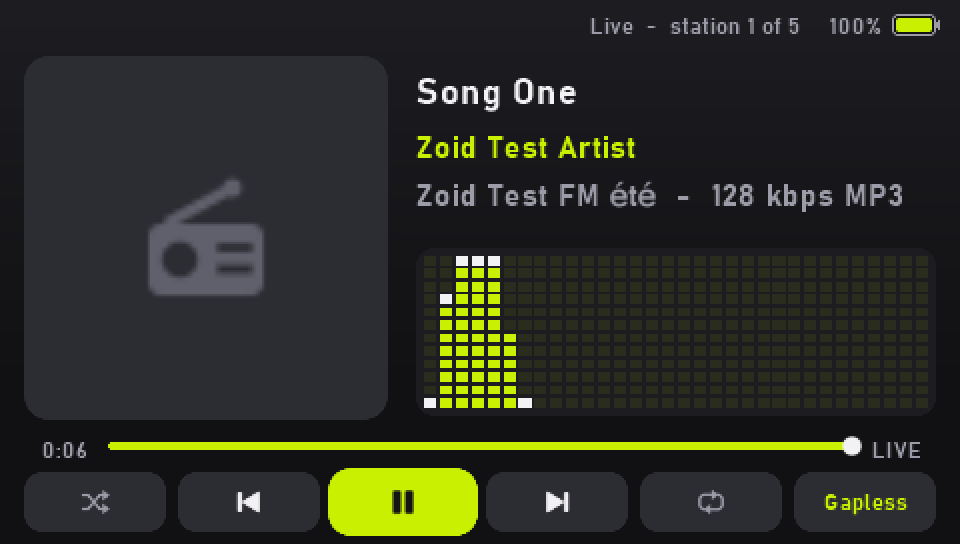 Live - station 1 of 5 100%
Song One
Zoid Test Artist
Zoid Test FM été - 128 kbps MP3
0:06 LIVE
Gapless